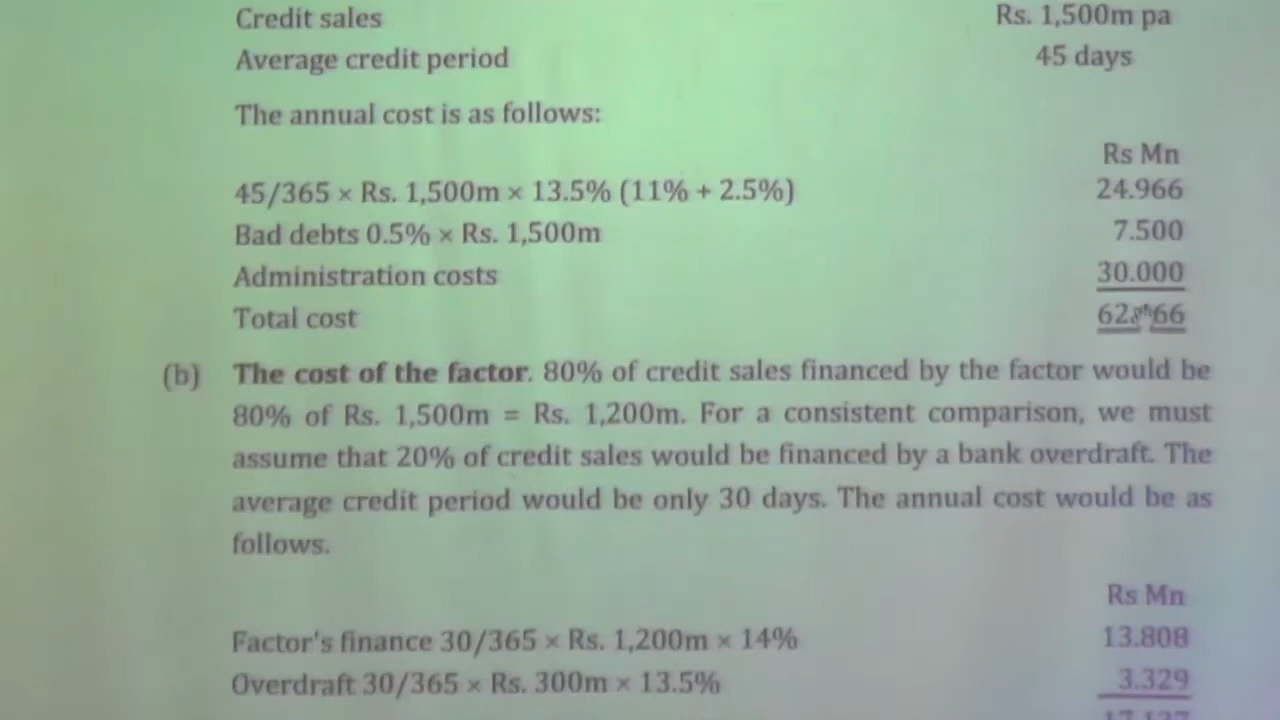 Credit sales Rs. 1,500m pa
Average credit period 45 days
The annual cost is as follows:
Rs Mn
45/365 × Rs. 1,500m × 13.5% (11% + 2.5%) 24.966
Bad debts 0.5% × Rs. 1,500m 7.500
Administration costs 30.000
Total cost
(b) The cost of the factor. 80% of credit sales financed by the factor would be
80% of Rs. 1,500m = Rs. 1,200m. For a consistent comparison, we must
assume that 20% of credit sales would be financed by a bank overdraft. The
average credit period would be only 30 days. The annual cost would be as
follows.
Rs Mn
Factor's finance 30/365 × Rs. 1,200m × 14% 13.808
Overdraft 30/365 × Rs. 300m × 13.5% 3.329